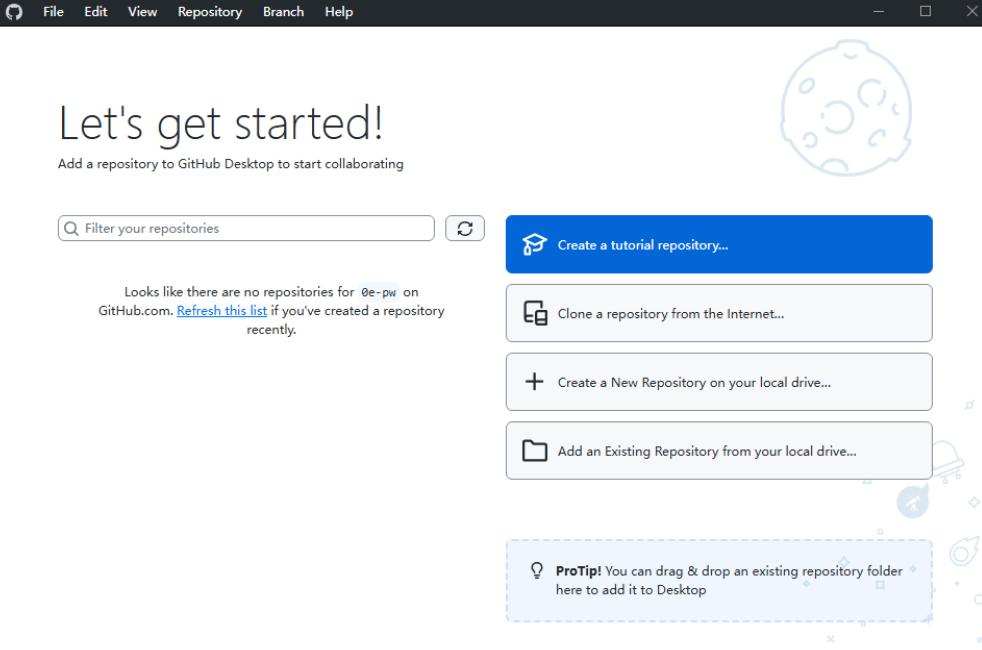 File Edit View Repository Branch Help
Let's get started!
Add a repository to GitHub Desktop to start collaborating
Filter your repositories
Looks like there are no repositories for 0e-pw on
GitHub.com. Refresh this list if you've created a repository
recently.
Create a tutorial repository...
Clone a repository from the Internet...
Create a New Repository on your local drive...
Add an Existing Repository from your local drive...
ProTip! You can drag & drop an existing repository folder
here to add it to Desktop